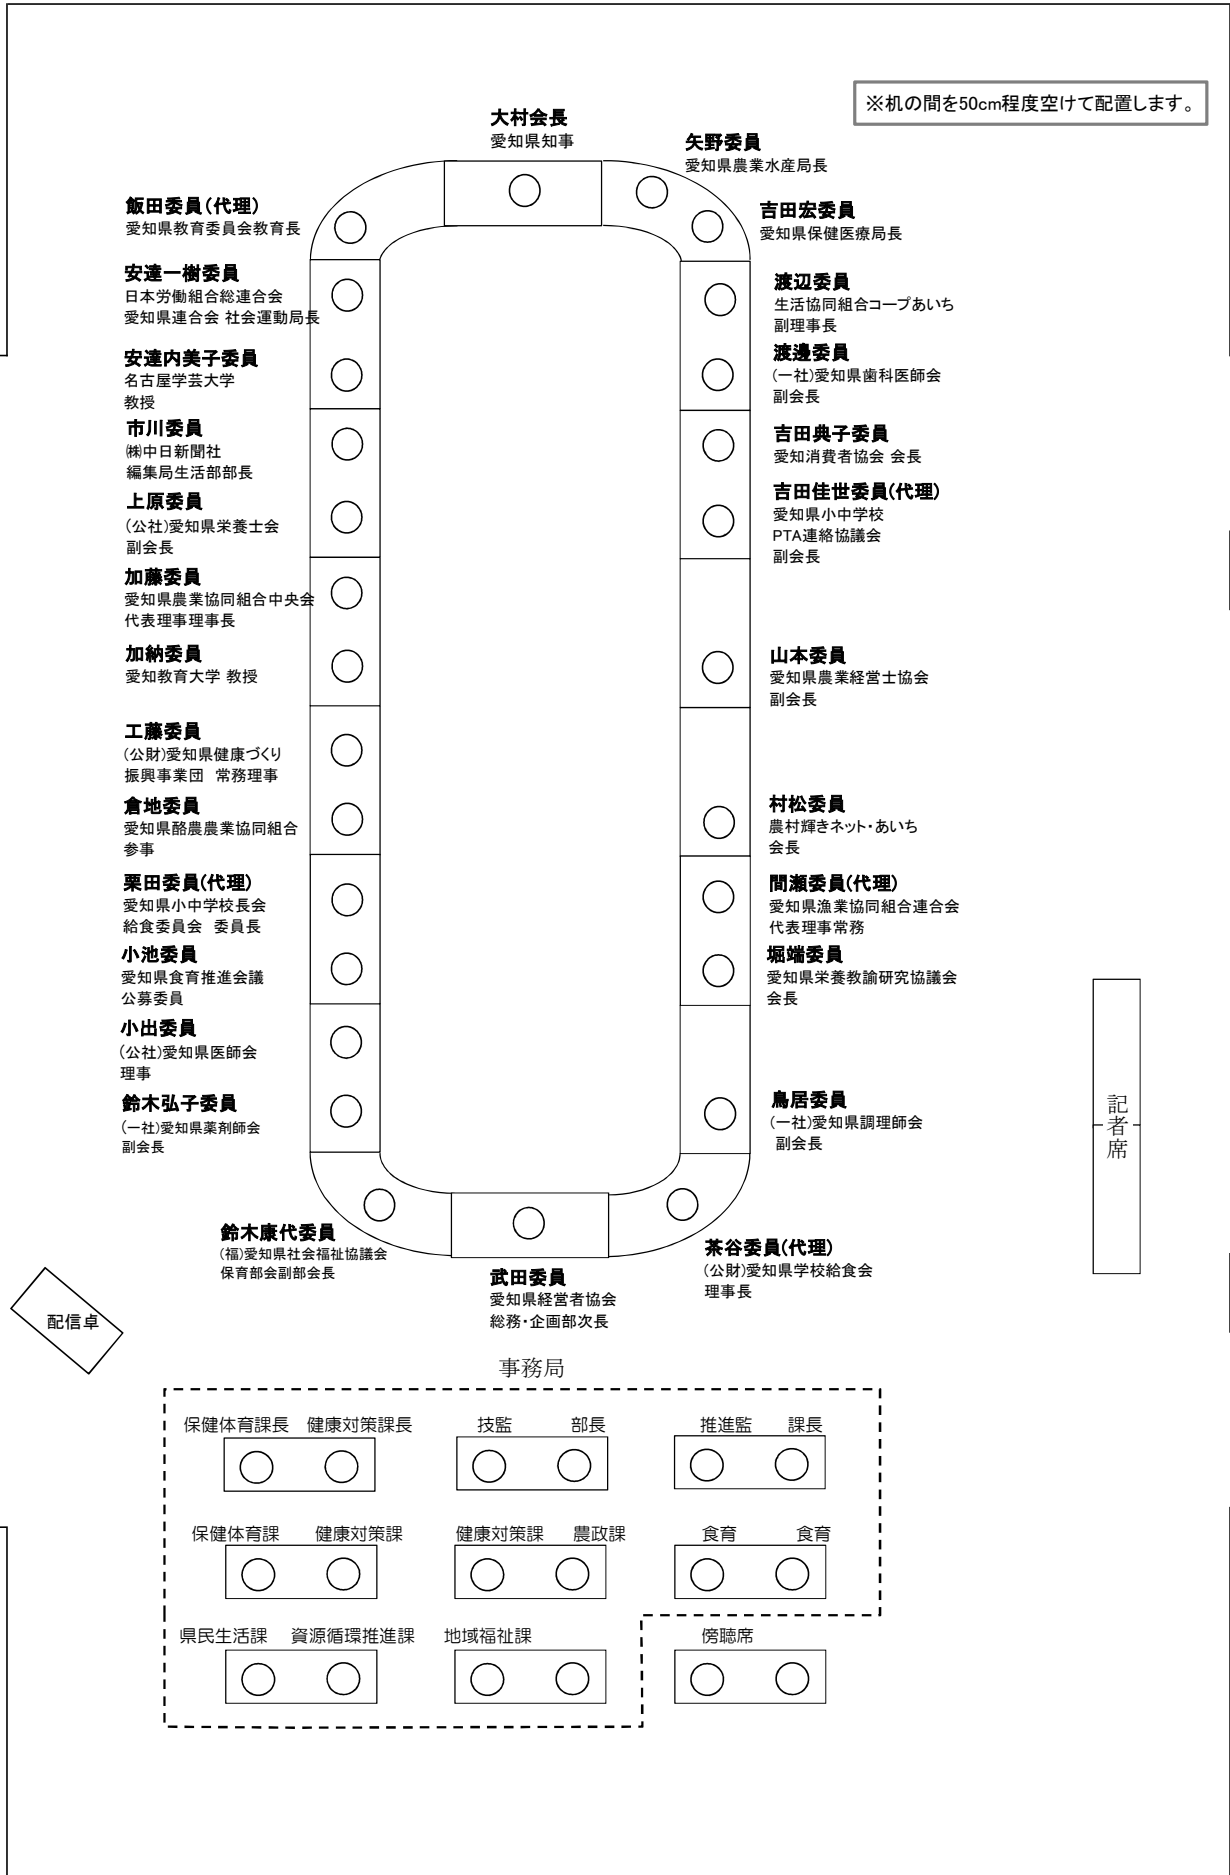 ※机の間を50cm程度空けて配置します。
大村会長
愛知県知事
矢野委員
愛知県農業水産局長
吉田宏委員
愛知県保健医療局長
飯田委員(代理)
愛知県教育委員会教育長
安達一樹委員
日本労働組合総連合会
愛知県連合会 社会運動局長
安達内美子委員
名古屋学芸大学
教授
市川委員
㈱中日新聞社
編集局生活部部長
上原委員
(公社)愛知県栄養士会
副会長
加藤委員
愛知県農業協同組合中央会
代表理事理事長
加納委員
愛知教育大学 教授
工藤委員
(公財)愛知県健康づくり
振興事業団 常務理事
倉地委員
愛知県酪農農業協同組合
参事
栗田委員(代理)
愛知県小中学校長会
給食委員会 委員長
小池委員
愛知県食育推進会議
公募委員
小出委員
(公社)愛知県医師会
理事
鈴木弘子委員
(一社)愛知県薬剤師会
副会長
渡辺委員
生活協同組合コープあいち
副理事長
渡邊委員
(一社)愛知県歯科医師会
副会長
吉田典子委員
愛知消費者協会 会長
吉田佳世委員(代理)
愛知県小中学校
PTA連絡協議会
副会長
山本委員
愛知県農業経営士協会
副会長
村松委員
農村輝きネット・あいち
会長
間瀬委員(代理)
愛知県漁業協同組合連合会
代表理事常務
堀端委員
愛知県栄養教諭研究協議会
会長
鳥居委員
(一社)愛知県調理師会
副会長
記者席
鈴木康代委員
(福)愛知県社会福祉協議会
保育部会副部会長
武田委員
愛知県経営者協会
総務・企画部次長
茶谷委員(代理)
(公財)愛知県学校給食会
理事長
配信卓
事務局
保健体育課長 健康対策課長 技監 部長 推進監 課長
保健体育課 健康対策課 健康対策課 農政課 食育 食育
県民生活課 資源循環推進課 地域福祉課 傍聴席